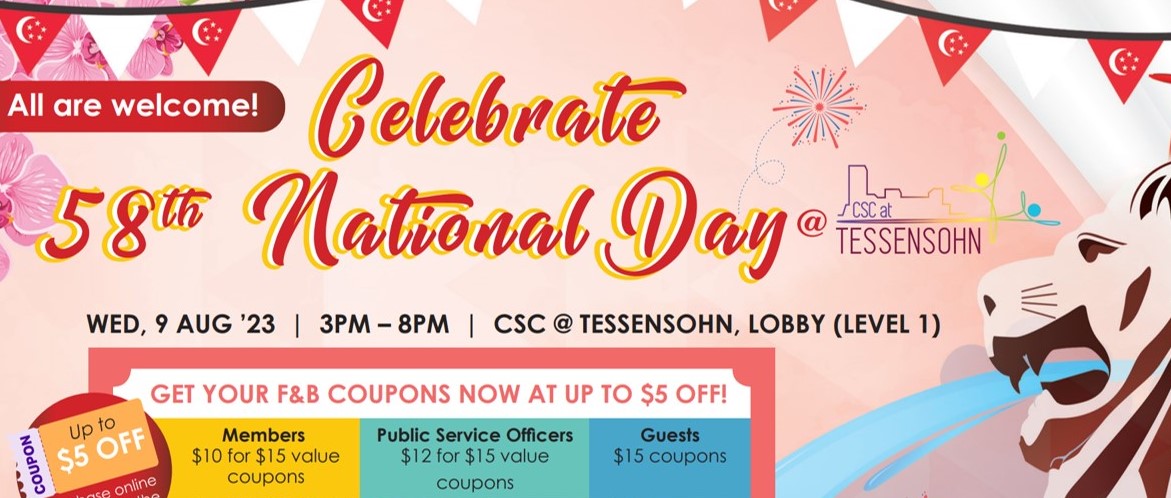 All are welcome!
Celebrate
58th National Day @
CSC at
TESSENSOHN
WED, 9 AUG '23 | 3PM – 8PM | CSC @ TESSENSOHN, LOBBY (LEVEL 1)
GET YOUR F&B COUPONS NOW AT UP TO $5 OFF!
COUPON
Up to
$5 OFF
online
Members
$10 for $15 value
coupons
Public Service Officers
$12 for $15 value
coupons
Guests
$15 coupons